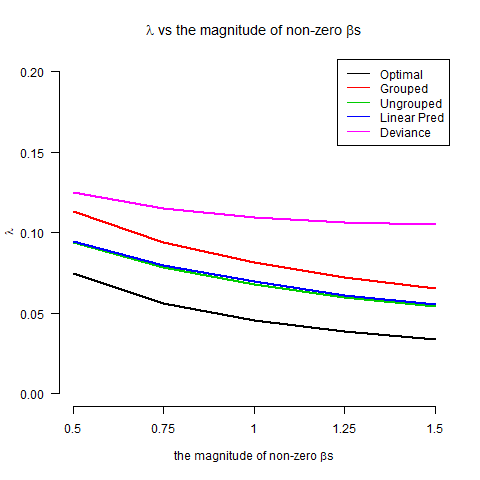 λ vs the magnitude of non-zero βs
Optimal
Grouped
Ungrouped
Linear Pred
Deviance
0.20
0.15
0.10
0.05
0.00
λ
0.5 0.75 1 1.25 1.5
the magnitude of non-zero βs